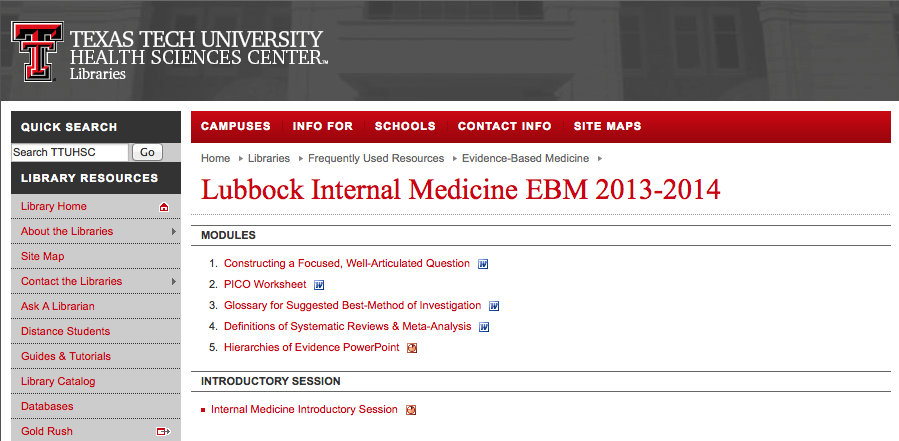 TEXAS TECH UNIVERSITY
HEALTH SCIENCES CENTER™
Libraries
QUICK SEARCH
Search TTUHSC Go
LIBRARY RESOURCES
Library Home
About the Libraries
Site Map
Contact the Libraries
Ask A Librarian
Distance Students
Guides & Tutorials
Library Catalog
Databases
Gold Rush
CAMPUSES INFO FOR SCHOOLS CONTACT INFO SITE MAPS
Home Libraries Frequently Used Resources Evidence-Based Medicine
Lubbock Internal Medicine EBM 2013-2014
MODULES
1. Constructing a Focused, Well-Articulated Question
2. PICO Worksheet
3. Glossary for Suggested Best-Method of Investigation
4. Definitions of Systematic Reviews & Meta-Analysis
5. Hierarchies of Evidence PowerPoint
INTRODUCTORY SESSION
Internal Medicine Introductory Session